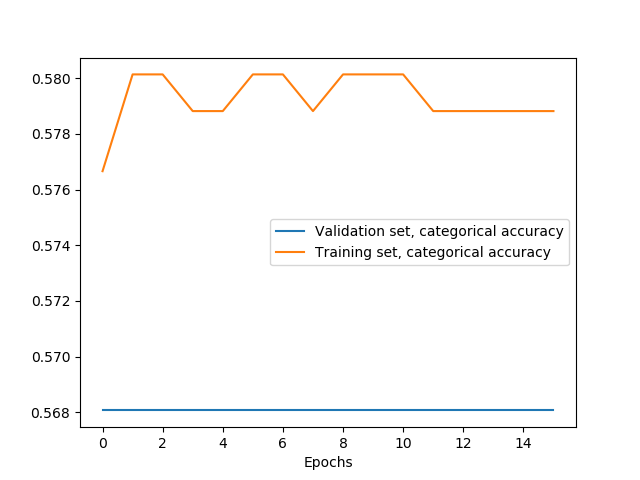 0.580
0.578
0.576
0.574
0.572
0.570
0.568
Validation set, categorical accuracy
Training set, categorical accuracy
0 2 4 6 8 10 12 14
Epochs